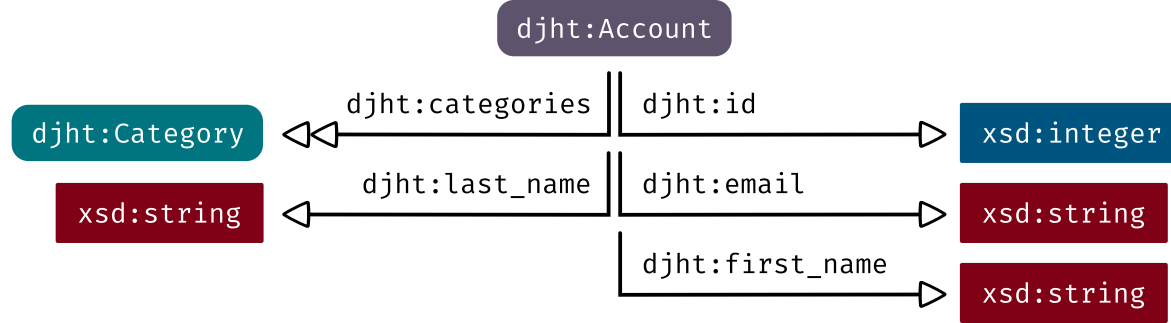 djht:Account
djht:categories djht:id
djht:Category xsd:integer
djht:last_name djht:email
xsd:string xsd:string
djht:first_name
xsd:string